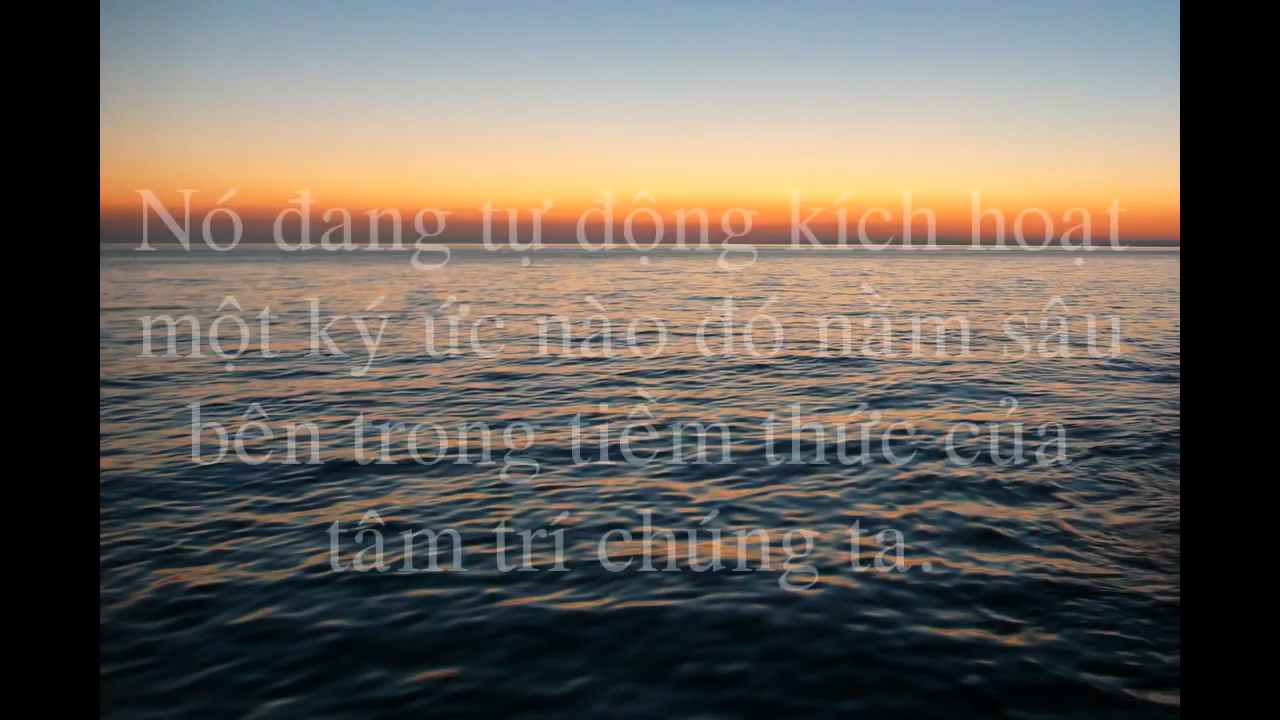 Nó đang tự động kích hoạt
một ký ức nào đó nằm sâu
bên trong tiềm thức của
tâm trí chúng ta.